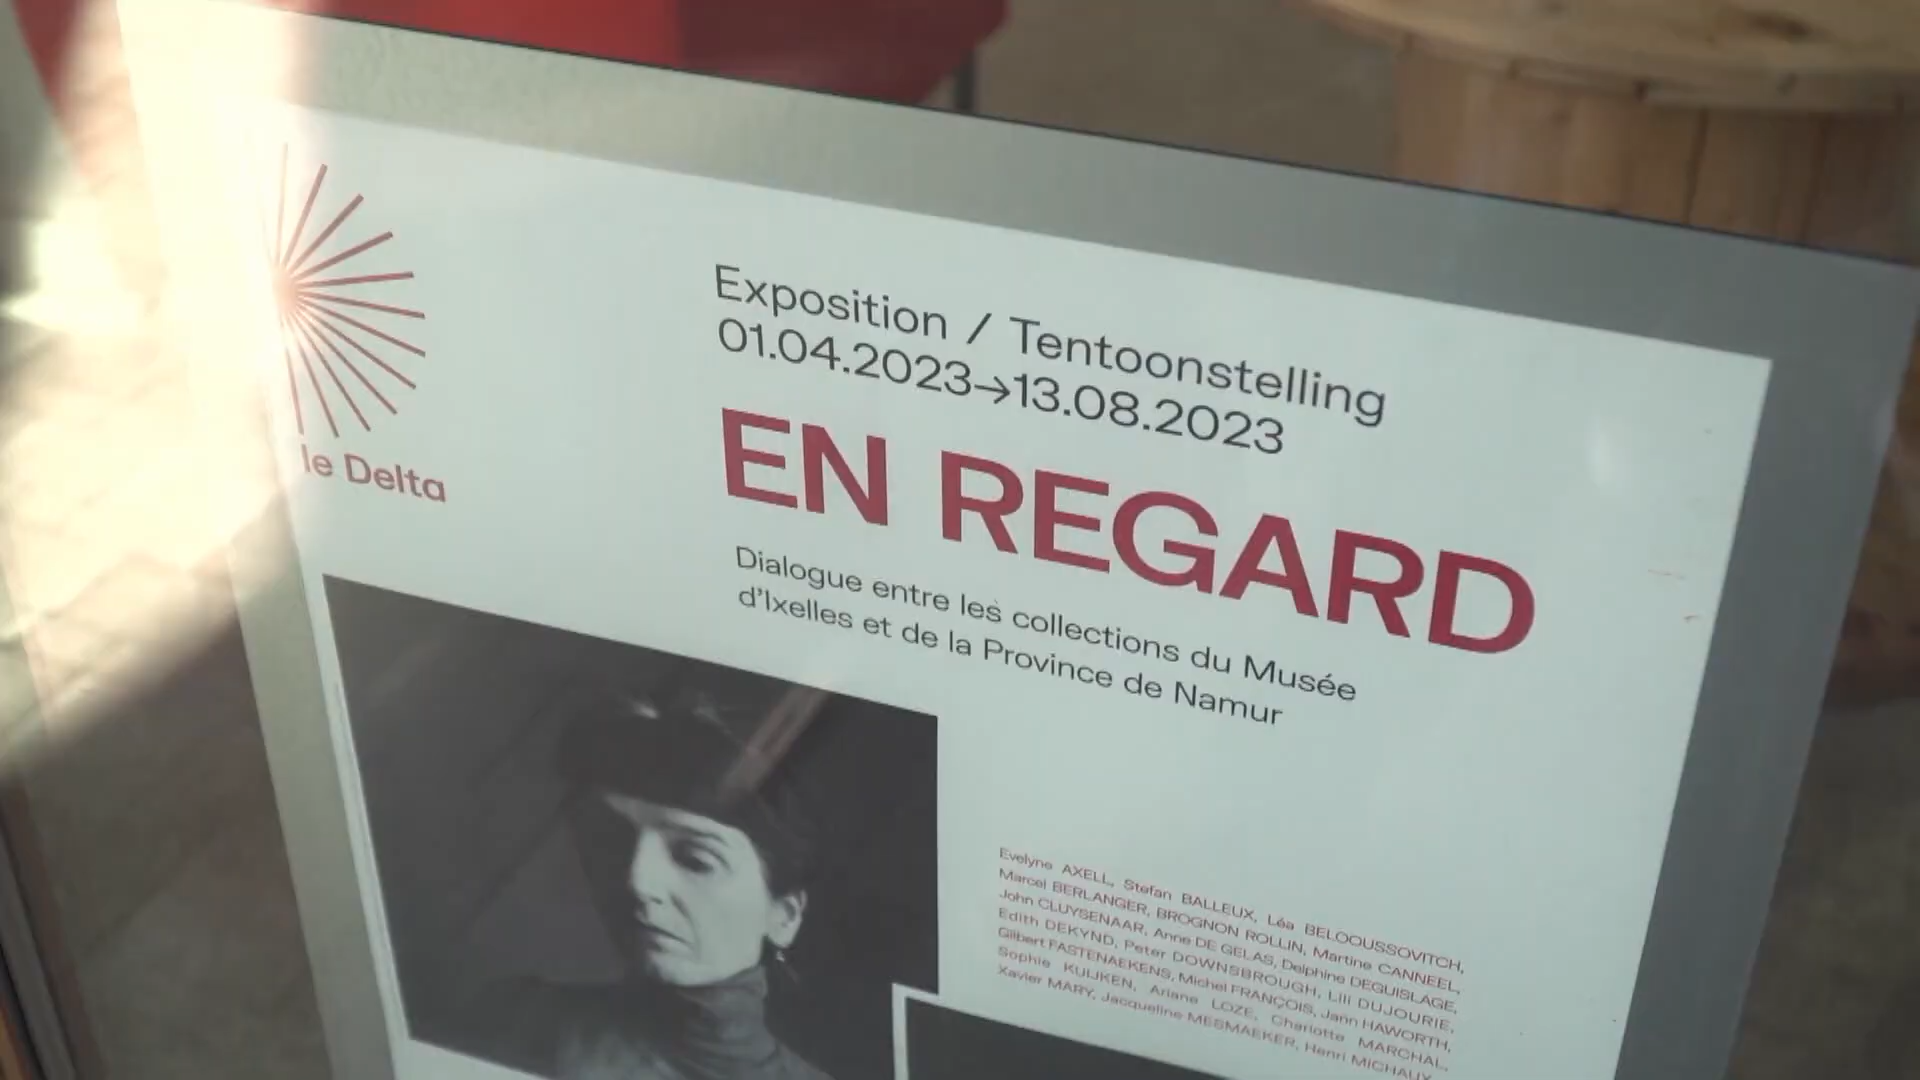 le Delta
Exposition / Tentoonstelling
01.04.2023→13.08.2023
EN REGARD
Dialogue entre les collections du Musée
d'Ixelles et de la Province de Namur
Evelyne AXELL, Stefan BALLEUX, Léa BELOOUSSOVITCH,
Marcel BERLANGER, BROGNON ROLLIN, Martine CANNEEL,
John CLUYSENAAR, Anne DE GELAS, Delphine DEGUISLAGE,
Edith DEKYND, Peter DOWNSBROUGH, Lili DUJOURIE,
Gilbert FASTENAEKENS, Michel FRANÇOIS, Jann HAWORTH,
Sophie KUIJKEN, Ariane LOZE, Charlotte MARCHAL,
Xavier MARY, Jacqueline MESMAEKER, Henri MICHAUX,